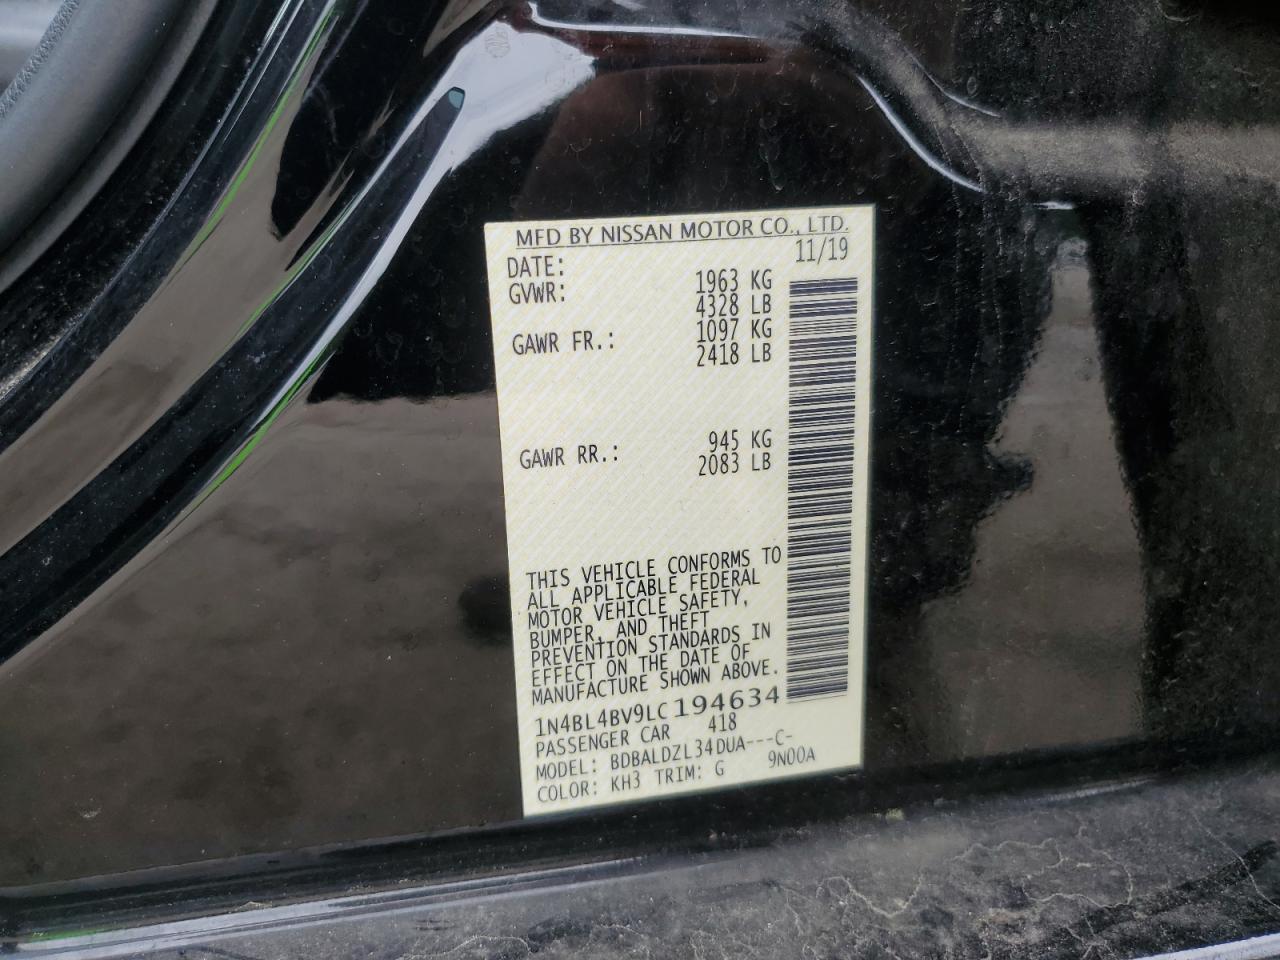 MFD BY NISSAN MOTOR CO., LTD.
DATE: 11/19
GVWR: 1963 KG
4328 LB
GAWR FR.: 1097 KG
2418 LB
GAWR RR.: 945 KG
2083 LB
THIS VEHICLE CONFORMS TO
ALL APPLICABLE FEDERAL
MOTOR VEHICLE SAFETY,
BUMPER, AND THEFT
PREVENTION STANDARDS IN
EFFECT ON THE DATE OF
MANUFACTURE SHOWN ABOVE.
1N4BL4BV9LC194634
PASSENGER CAR 418
MODEL: BDBALDZL34DUA---C-
COLOR: KH3 TRIM: G 9N00A